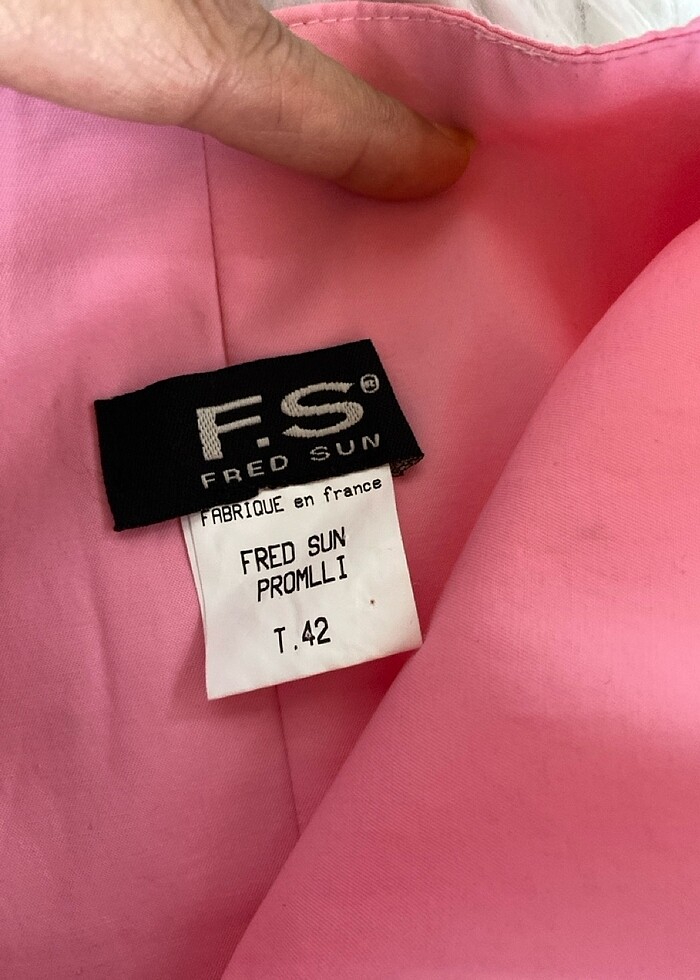 F.S®
FRED SUN
FABRIQUE en france
FRED SUN
PROMLLI
T.42